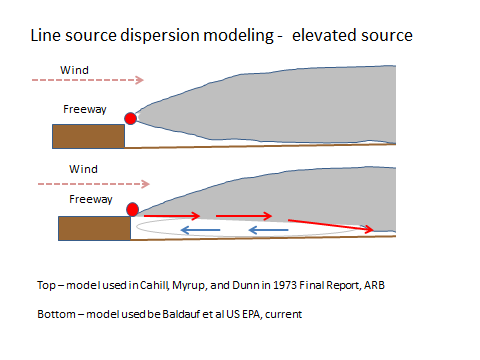 Line source dispersion modeling - elevated source
Wind
Freeway
Wind
Freeway
Top – model used in Cahill, Myrup, and Dunn in 1973 Final Report, ARB
Bottom – model used be Baldauf et al US EPA, current